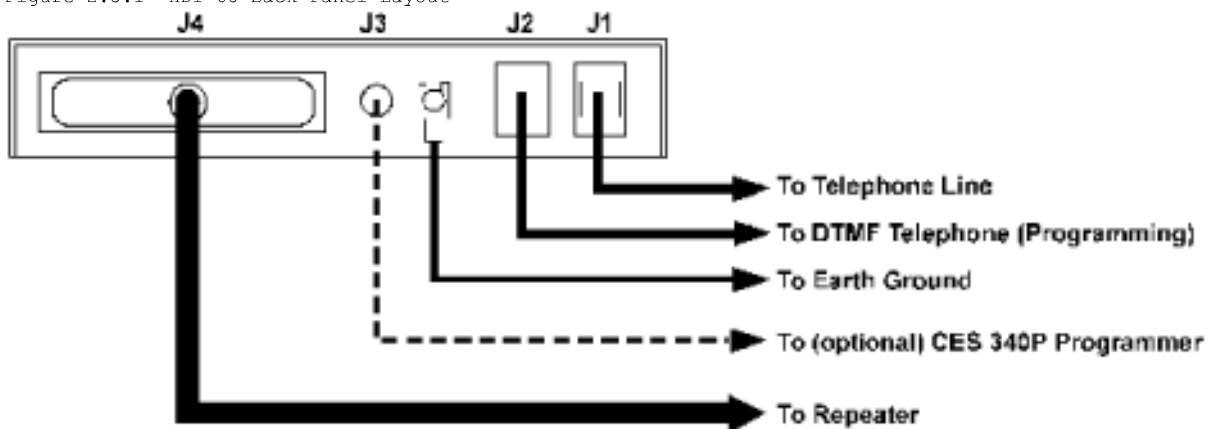 J4 J3 J2 J1
To Telephone Line
To DTMF Telephone (Programming)
To Earth Ground
To (optional) CES 340P Programmer
To Repeater